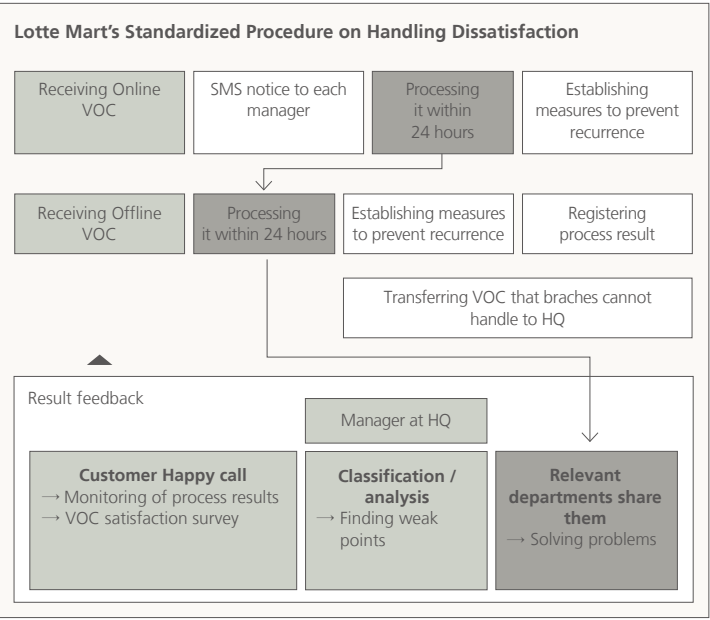 Lotte Mart's Standardized Procedure on Handling Dissatisfaction
Receiving Online
VOC
SMS notice to each
manager
Processing
it within
24 hours
Establishing
measures to prevent
recurrence
Receiving Offline
VOC
Processing
it within 24 hours
Establishing measures
to prevent recurrence
Registering
process result
Transferring VOC that braches cannot
handle to HQ
Result feedback
Manager at HQ
Customer Happy call
→ Monitoring of process results
→ VOC satisfaction survey
Classification /
analysis
→ Finding weak
points
Relevant
departments share
them
→ Solving problems